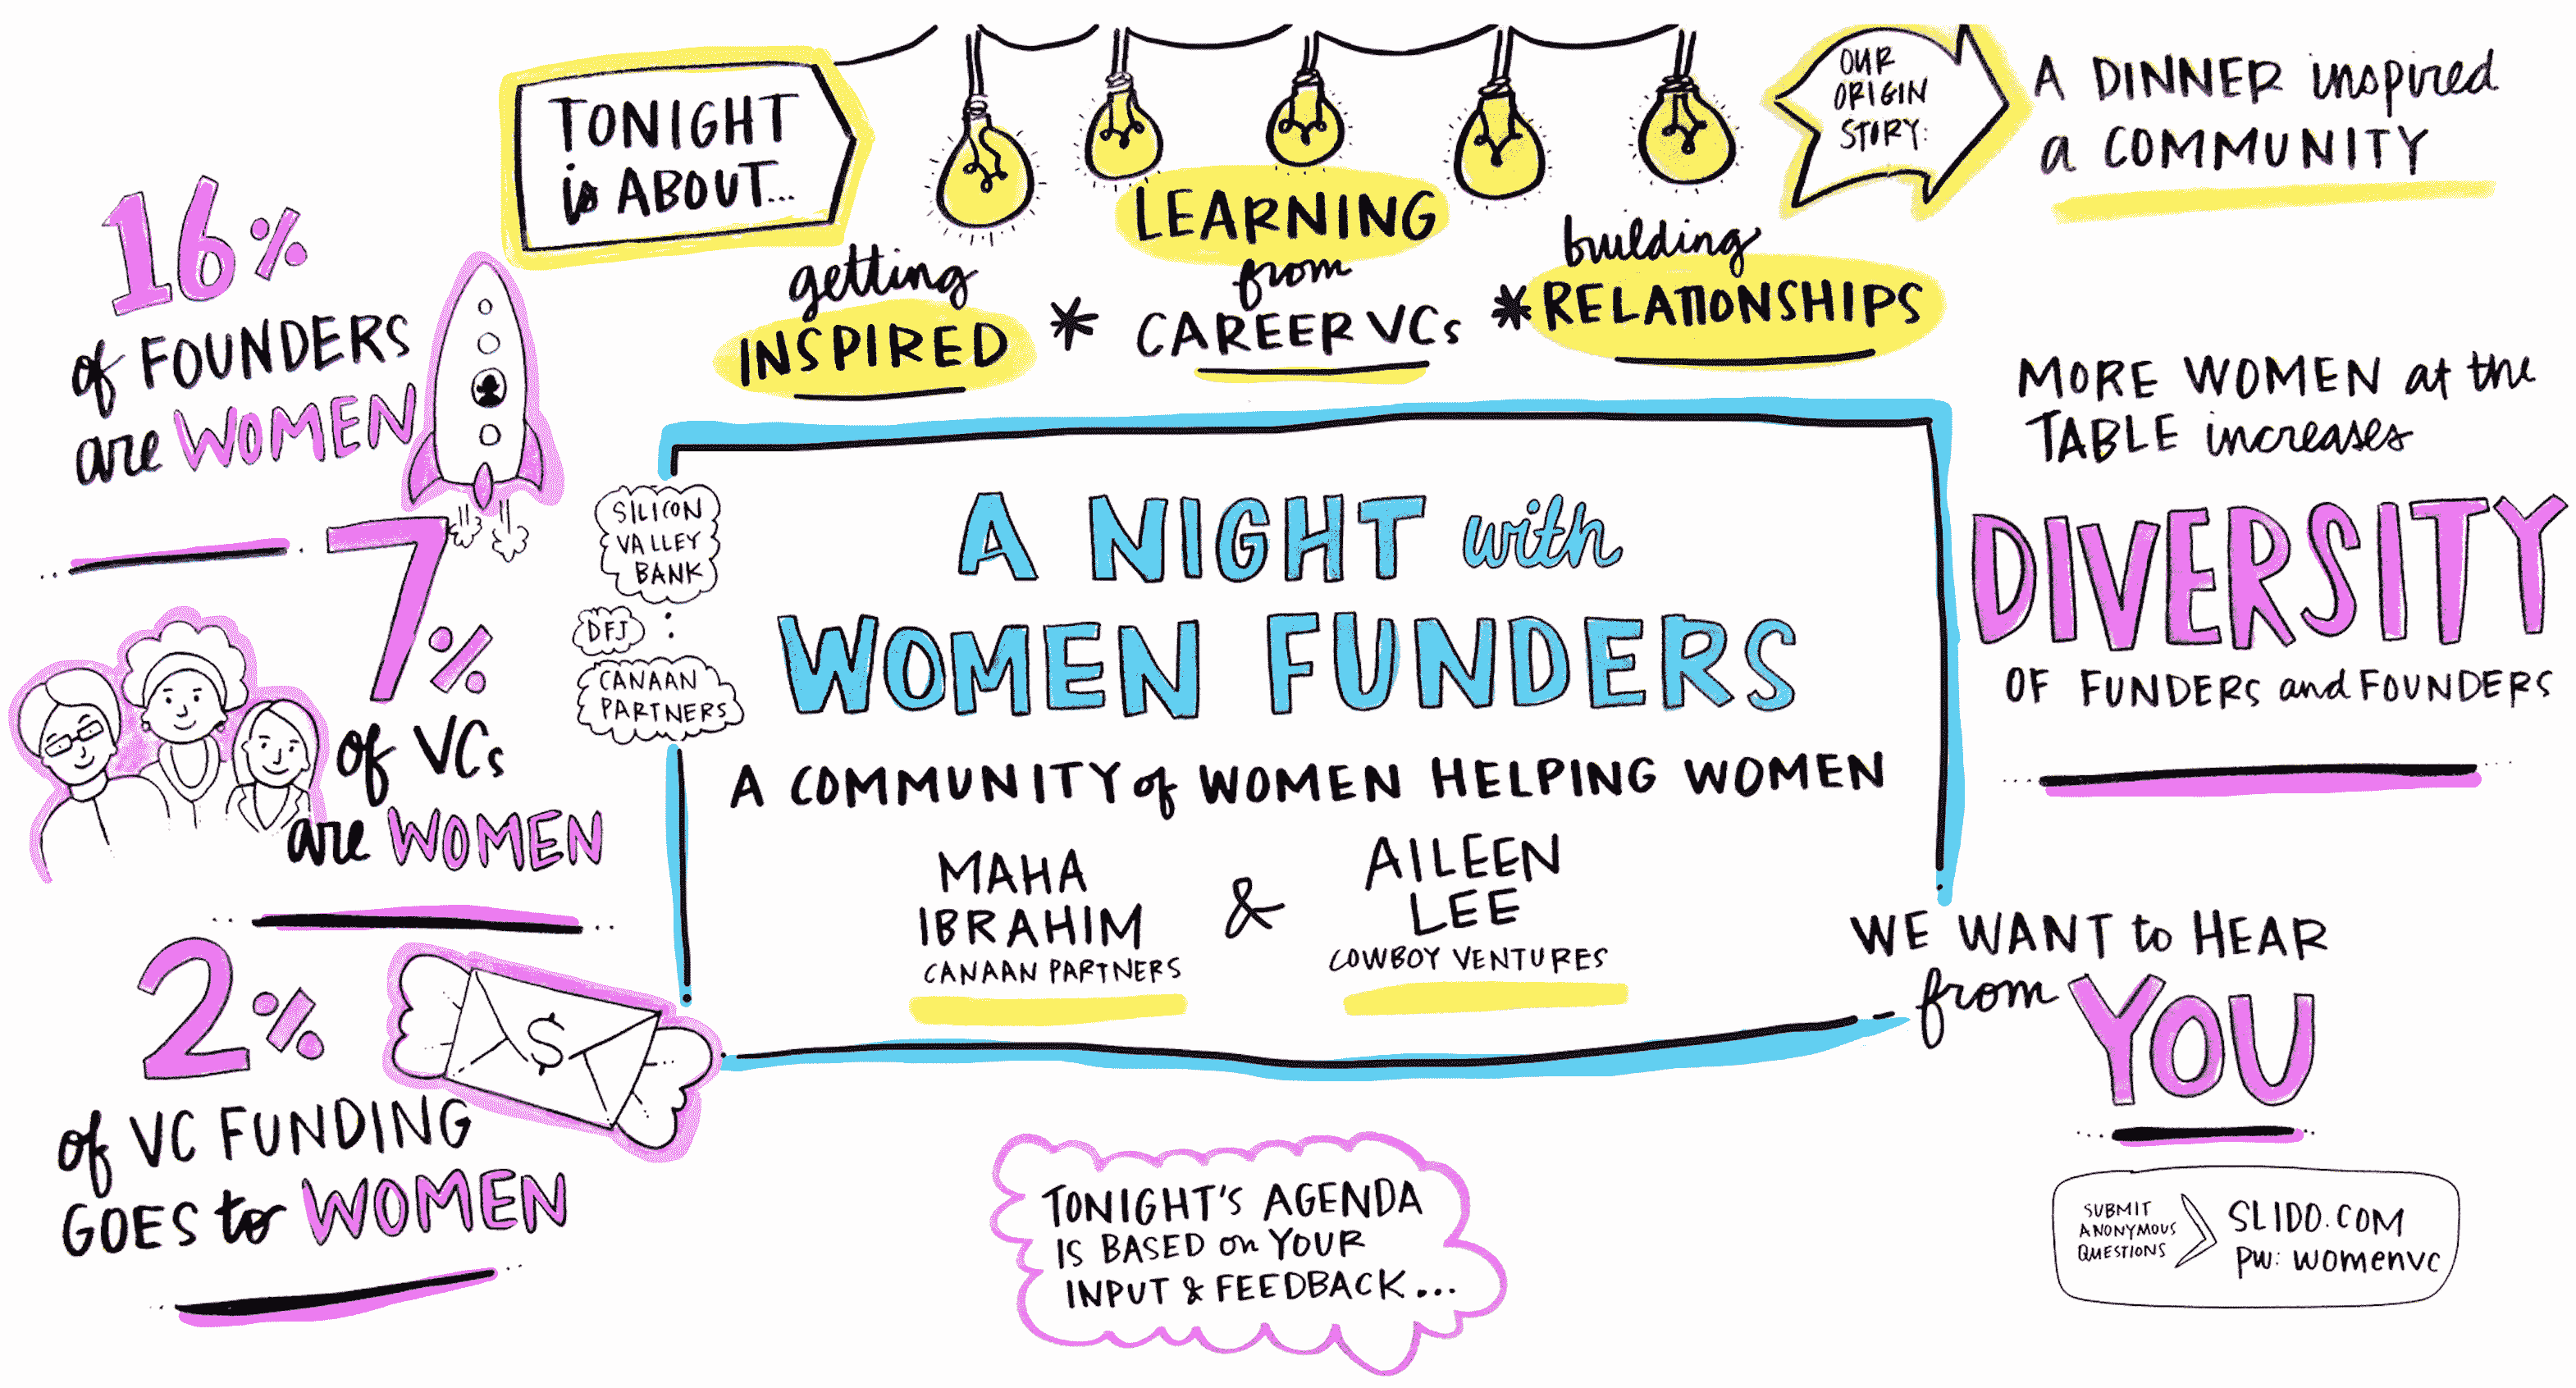 TONIGHT
is ABOUT...
getting
INSPIRED
*
LEARNING
from
CAREER VCs
*
building
RELATIONSHIPS
OUR
ORIGIN
STORY:
A DINNER inspired
a COMMUNITY
16%
of FOUNDERS
are WOMEN
7%
of VCs
are WOMEN
2%
of VC FUNDING
GOES to WOMEN
$
SILICON
VALLEY
BANK
DFJ
CANAAN
PARTNERS
A NIGHT with
WOMEN FUNDERS
A COMMUNITY of WOMEN HELPING WOMEN
MAHA
IBRAHIM
CANAAN PARTNERS
&
AILEEN
LEE
COWBOY VENTURES
MORE WOMEN at the
TABLE increases
DIVERSITY
OF FUNDERS and FOUNDERS
WE WANT to HEAR
from YOU
SUBMIT
ANONYMOUS
QUESTIONS
SLIDO.COM
PW: womenvc
TONIGHT'S AGENDA
IS BASED on YOUR
INPUT & FEEDBACK...